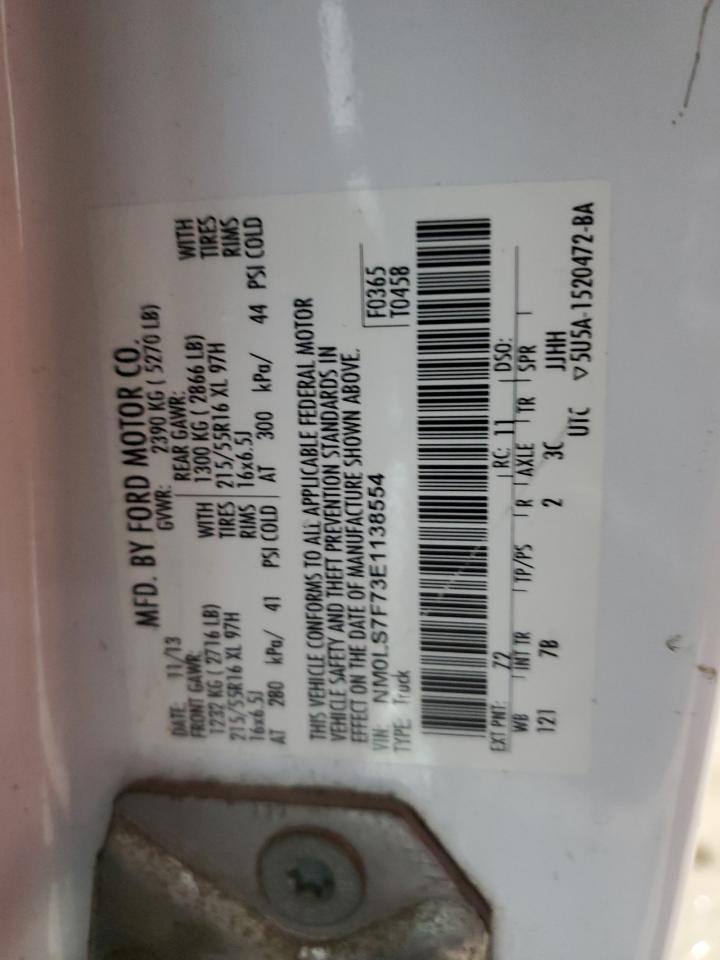 MFD. BY FORD MOTOR CO.
DATE: 11/13 GVWR: 2390 KG ( 5270 LB)
FRONT GAWR: REAR GAWR:
1232 KG ( 2716 LB) WITH 1300 KG ( 2866 LB) WITH
215/55R16 XL 97H TIRES 215/55R16 XL 97H TIRES
16x6.5J RIMS 16x6.5J RIMS
AT 280 kPa/ 41 PSI COLD AT 300 kPa/ 44 PSI COLD
THIS VEHICLE CONFORMS TO ALL APPLICABLE FEDERAL MOTOR
VEHICLE SAFETY AND THEFT PREVENTION STANDARDS IN
EFFECT ON THE DATE OF MANUFACTURE SHOWN ABOVE.
VIN: NM0LS7F73E1138554 F0365
TYPE: Truck T0458
EXT PNT: Z2 RC: 11 DSO:
WB INT TR TP/PS R AXLE TR SPR
121 7B 2 3C JJHH
UTC ▽5U5A-1520472-BA